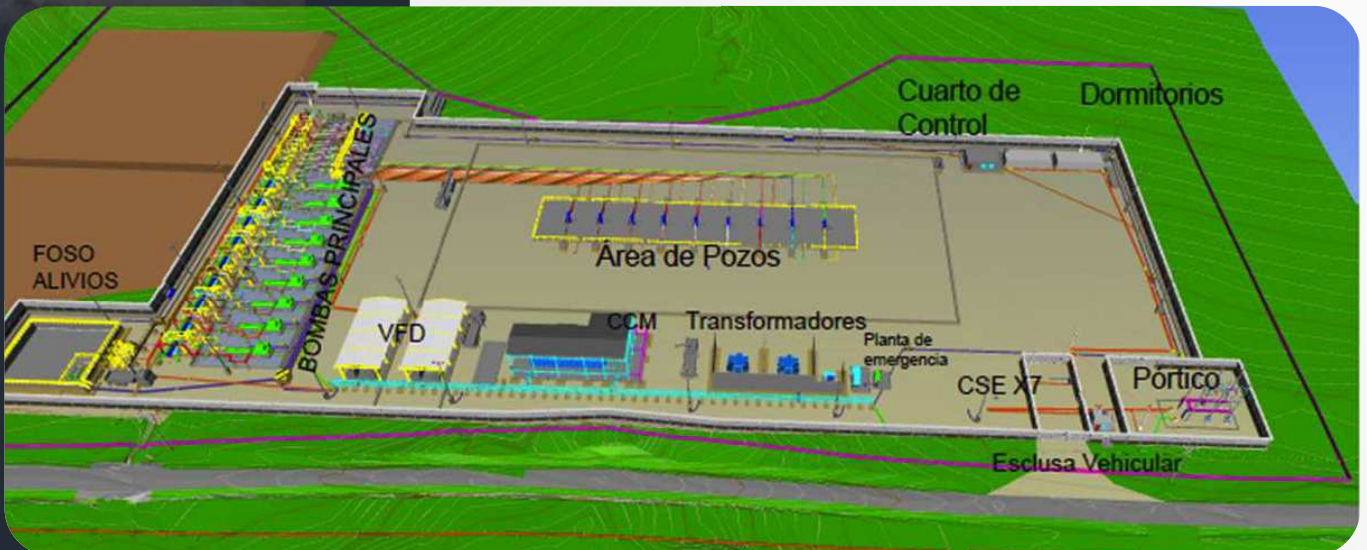 Cuarto de
Control
Dormitorios
BOMBAS PRINCIPALES
FOSO
ALIVIOS
Área de Pozos
VFD
CCM
Transformadores
Planta de
emergencia
CSE X7
Pórtico
Esclusa Vehicular